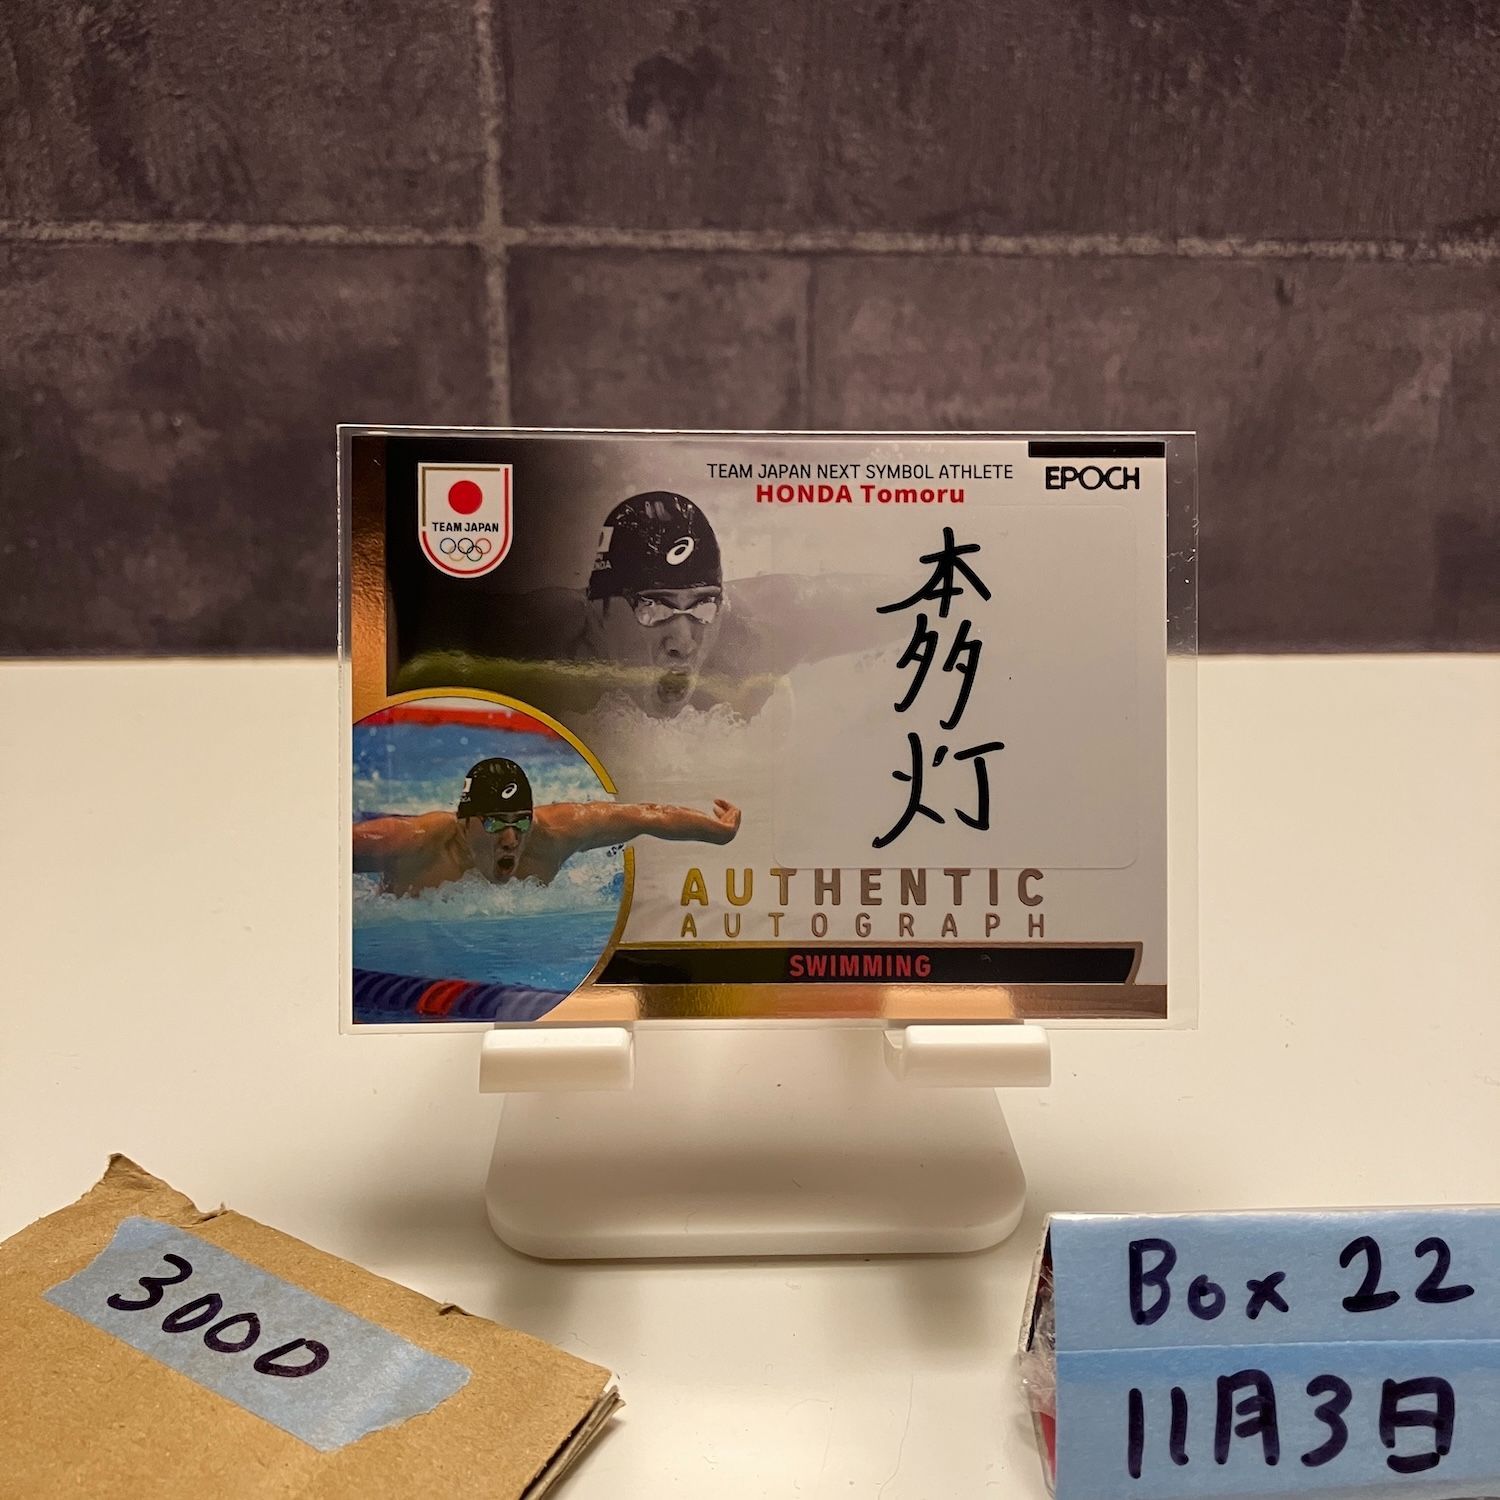 TEAM JAPAN
TEAM JAPAN NEXT SYMBOL ATHLETE
HONDA Tomoru
EPOCH
本多灯
AUTHENTIC
AUTOGRAPH
SWIMMING
3000
Box 22
11月3日